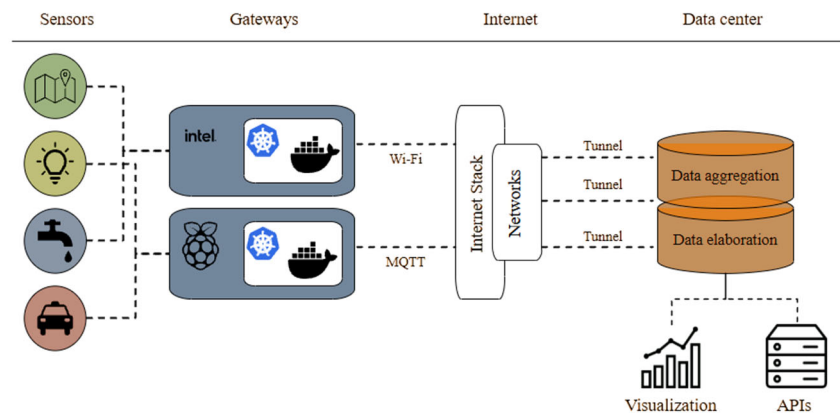 Sensors
Gateways
Internet
Data center
intel
Wi-Fi
MQTT
Internet Stack
Networks
Tunnel
Tunnel
Tunnel
Data aggregation
Data elaboration
Visualization
APIs